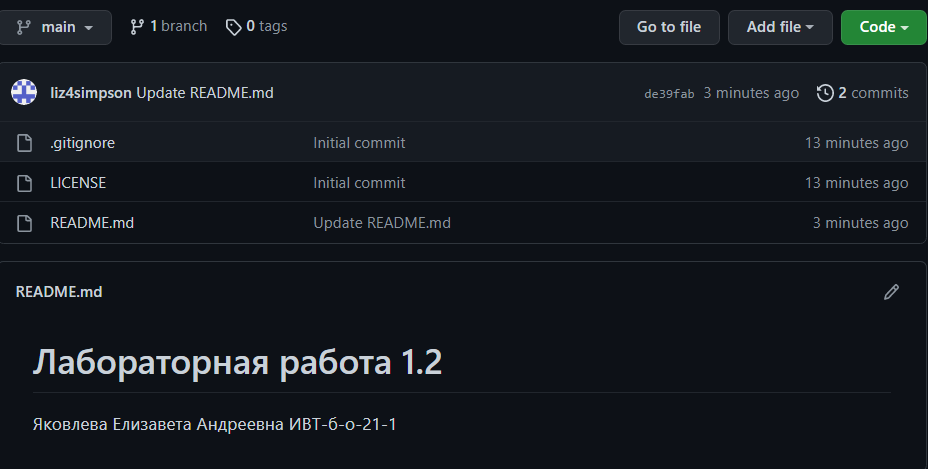 main 1 branch 0 tags Go to file Add file Code
liz4simpson Update README.md de39fab 3 minutes ago 2 commits
.gitignore Initial commit 13 minutes ago
LICENSE Initial commit 13 minutes ago
README.md Update README.md 3 minutes ago
README.md
Лабораторная работа 1.2
Яковлева Елизавета Андреевна ИВТ-б-о-21-1